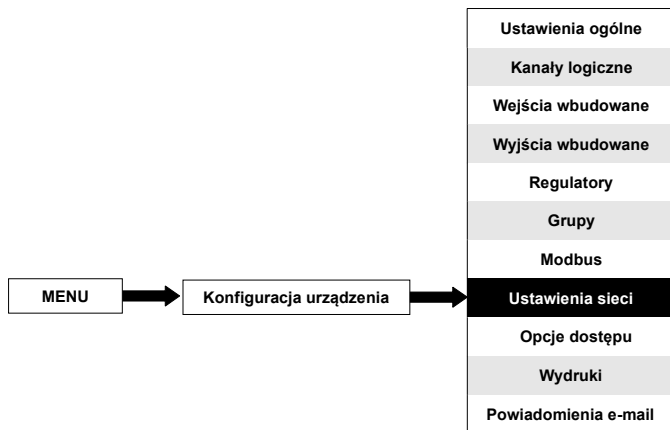 Ustawienia ogólne
Kanały logiczne
Wejścia wbudowane
Wyjścia wbudowane
Regulatory
Grupy
Modbus
MENU
Konfiguracja urządzenia
Ustawienia sieci
Opcje dostępu
Wydruki
Powiadomienia e-mail